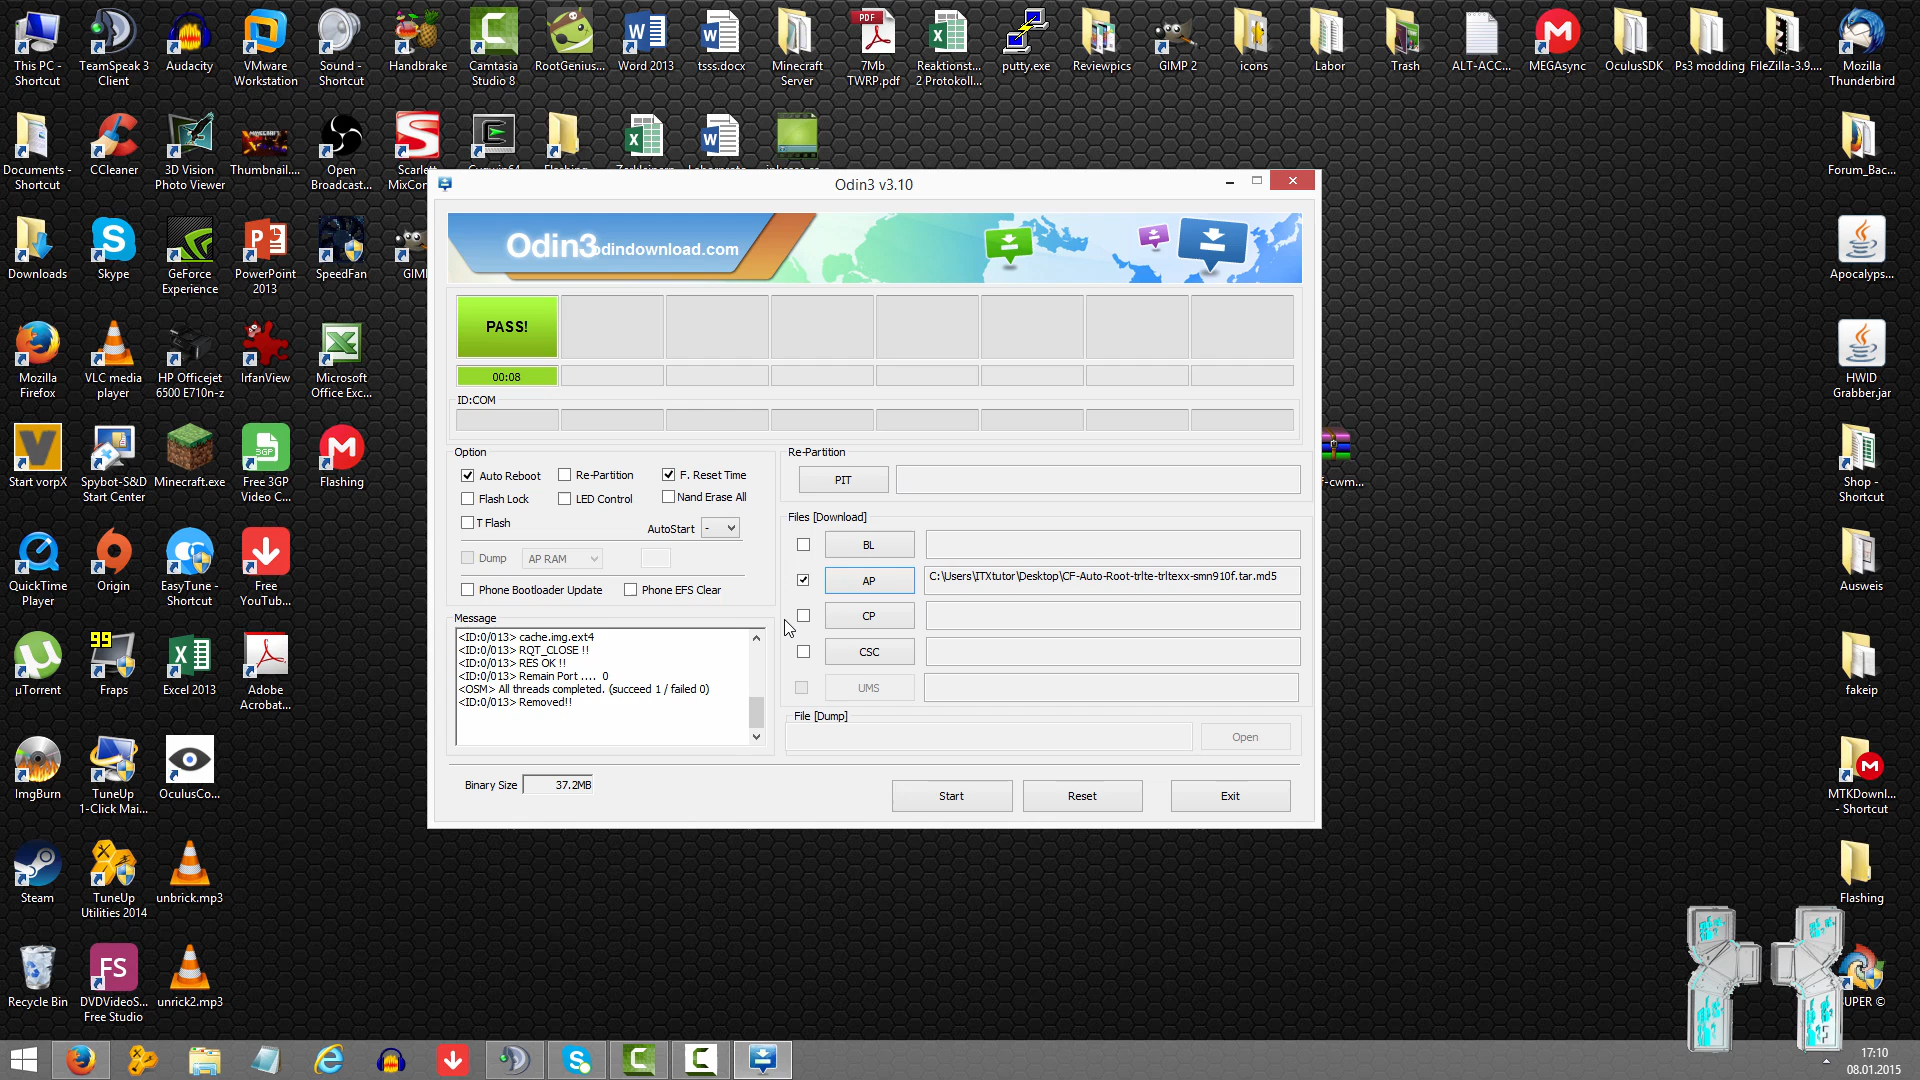 This PC -
Shortcut
TeamSpeak 3
Client
Audacity
VMware
Workstation
Sound -
Shortcut
Handbrake
Camtasia
Studio 8
RootGenius...
Word 2013
tsss.docx
Minecraft
Server
PDF
7Mb
TWRP.pdf
Reaktionst...
2 Protokoll...
putty.exe
Reviewpics
GIMP 2
icons
Labor
Trash
ALT-ACC...
MEGAsync
OculusSDK
Ps3 modding
FileZilla-3.9....
Mozilla
Thunderbird
Documents -
Shortcut
CCleaner
3D Vision
Photo Viewer
Thumbnail....
Open
Broadcast...
Scarlet
MixCon
Forum_Bac...
Downloads
Skype
GeForce
Experience
PowerPoint
2013
SpeedFan
GIM
Apocalyps...
Mozilla
Firefox
VLC media
player
HP Officejet
6500 E710n-z
IrfanView
Microsoft
Office Exc...
HWID
Grabber.jar
Start vorpX
Spybot-S&D
Start Center
Minecraft.exe
3GP
Free 3GP
Video C...
Flashing
f-cwm...
Shop -
Shortcut
QuickTime
Player
Origin
EasyTune -
Shortcut
Free
YouTub...
Ausweis
µTorrent
99
Fraps
Excel 2013
Adobe
Acrobat...
fakeip
ImgBurn
TuneUp
1-Click Mai...
OculusCo...
MTKDownl...
- Shortcut
Steam
TuneUp
Utilities 2014
unbrick.mp3
Flashing
Recycle Bin
FS
DVDVideoS...
Free Studio
unrick2.mp3
SUPER ©
Odin3 v3.10
Odin3
odindownload.com
PASS!
00:08
ID:COM
Option
Auto Reboot
Re-Partition
F. Reset Time
Flash Lock
LED Control
Nand Erase All
T Flash
AutoStart
-
Dump
AP RAM
Phone Bootloader Update
Phone EFS Clear
Message
<ID:0/013> cache.img.ext4
<ID:0/013> RQT_CLOSE !!
<ID:0/013> RES OK !!
<ID:0/013> Remain Port .... 0
<OSM> All threads completed. (succeed 1 / failed 0)
<ID:0/013> Removed!!
Re-Partition
PIT
Files [Download]
BL
AP
C:\Users\ITXtutor\Desktop\CF-Auto-Root-trlte-trltexx-smn910f.tar.md5
CP
CSC
UMS
File [Dump]
Open
Binary Size
37.2MB
Start
Reset
Exit
17:10
08.01.2015